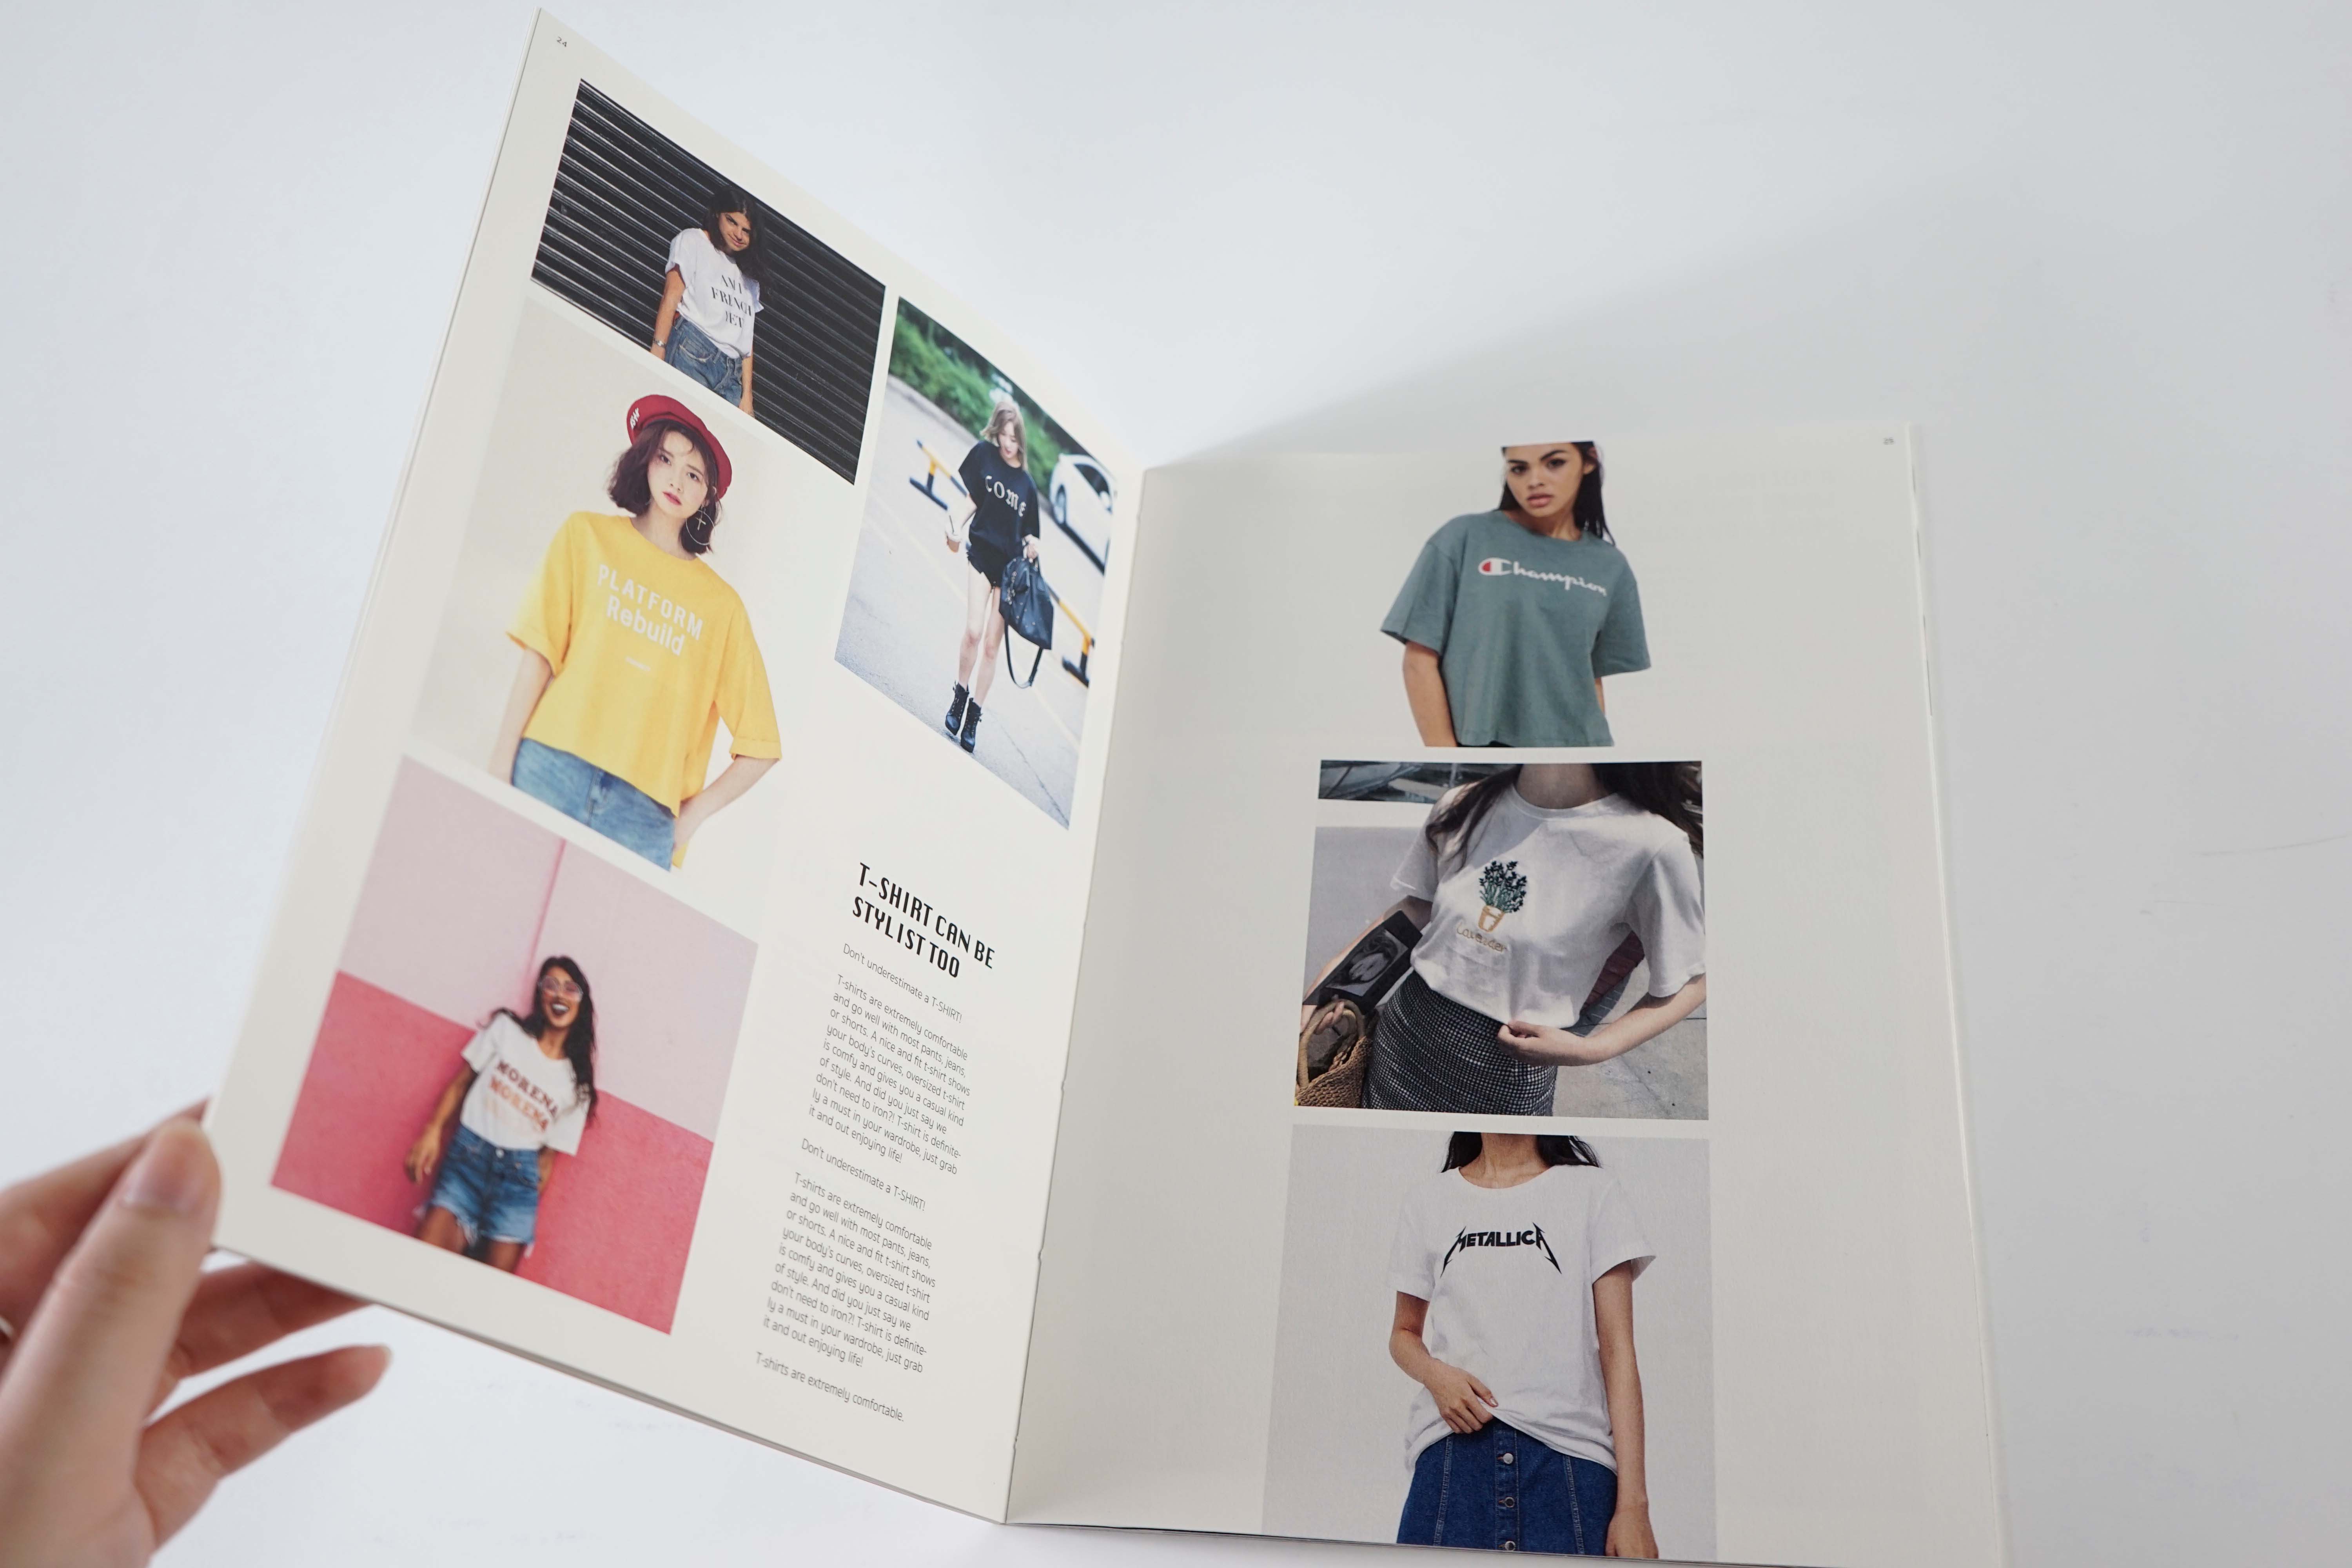 24
AM I
FRENCH
YET
PLATFORM
Rebuild
come
MORENA
MORENA
T-SHIRT CAN BE
STYLIST TOO
Don't underestimate a T-SHIRT!
T-shirts are extremely comfortable
and go well with most pants, jeans,
or shorts. A nice and fit t-shirt shows
your body's curves, oversized t-shirt
is comfy and gives you a casual kind
of style. And did you just say we
don't need to iron?! T-shirt is definite-
ly a must in your wardrobe, just grab
it and out enjoying life!
Don't underestimate a T-SHIRT!
T-shirts are extremely comfortable
and go well with most pants, jeans,
or shorts. A nice and fit t-shirt shows
your body's curves, oversized t-shirt
is comfy and gives you a casual kind
of style. And did you just say we
don't need to iron?! T-shirt is definite-
ly a must in your wardrobe, just grab
it and out enjoying life!
T-shirts are extremely comfortable.
25
Champion
Lavender
METALLICA